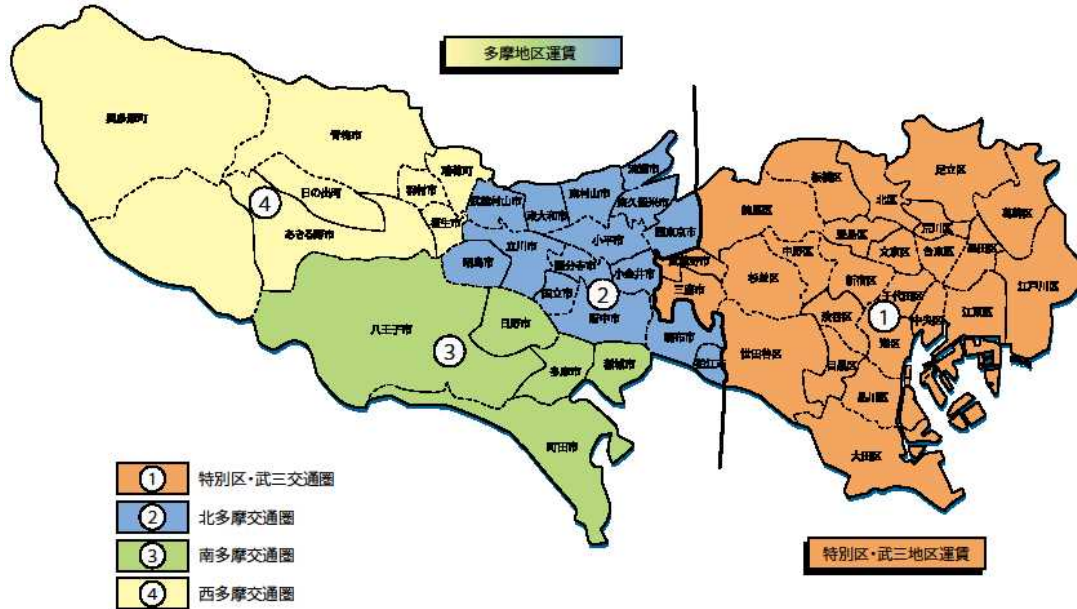 多摩地区運賃
奥多摩町
青梅市
瑞穂町
羽村市
日の出町
福生市
あきる野市
④
清瀬市
東村山市
武蔵村山市
東大和市
東久留米市
西東京市
小平市
立川市
昭島市
国分寺市
小金井市
国立市
②
府中市
調布市
狛江市
八王子市
日野市
③
多摩市
稲城市
町田市
足立区
板橋区
北区
葛飾区
練馬区
荒川区
豊島区
文京区
台東区
墨田区
中野区
武蔵野市
三鷹市
杉並区
新宿区
千代田区
江戸川区
渋谷区
①
中央区
江東区
港区
世田谷区
目黒区
品川区
大田区
① 特別区・武三交通圏
② 北多摩交通圏
③ 南多摩交通圏
④ 西多摩交通圏
特別区・武三地区運賃